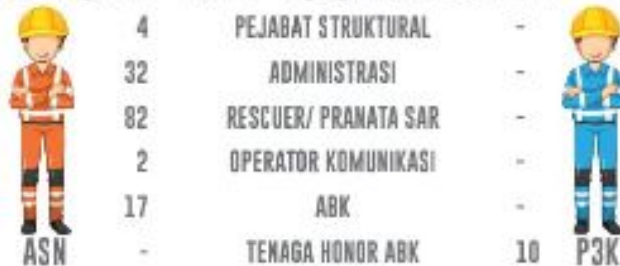 4 PEJABAT STRUKTURAL -
32 ADMINISTRASI -
82 RESCUER/ PRANATA SAR -
2 OPERATOR KOMUNIKASI -
17 ABK -
ASN - TENAGA HONOR ABK 10 P3K